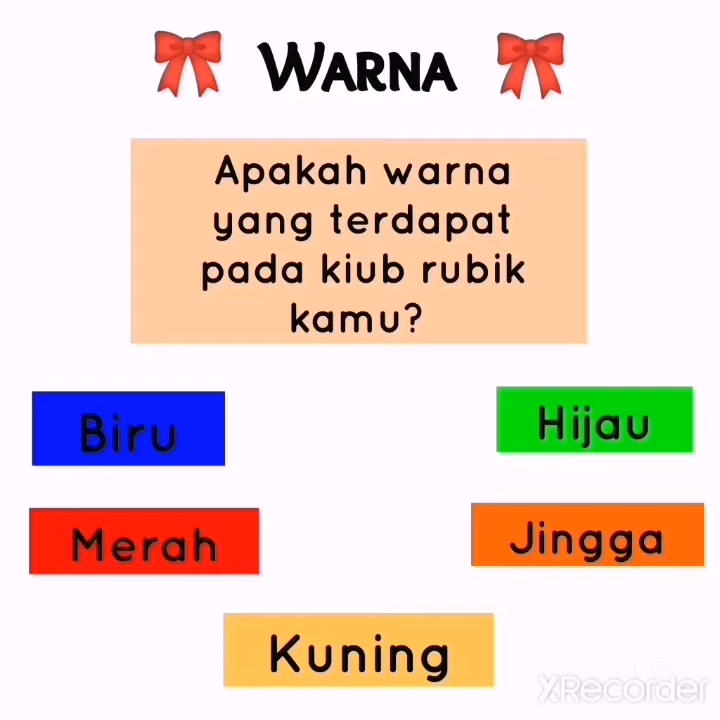 WARNA
Apakah warna
yang terdapat
pada kiub rubik
kamu?
Biru
Hijau
Merah
Jingga
Kuning
XRecorder